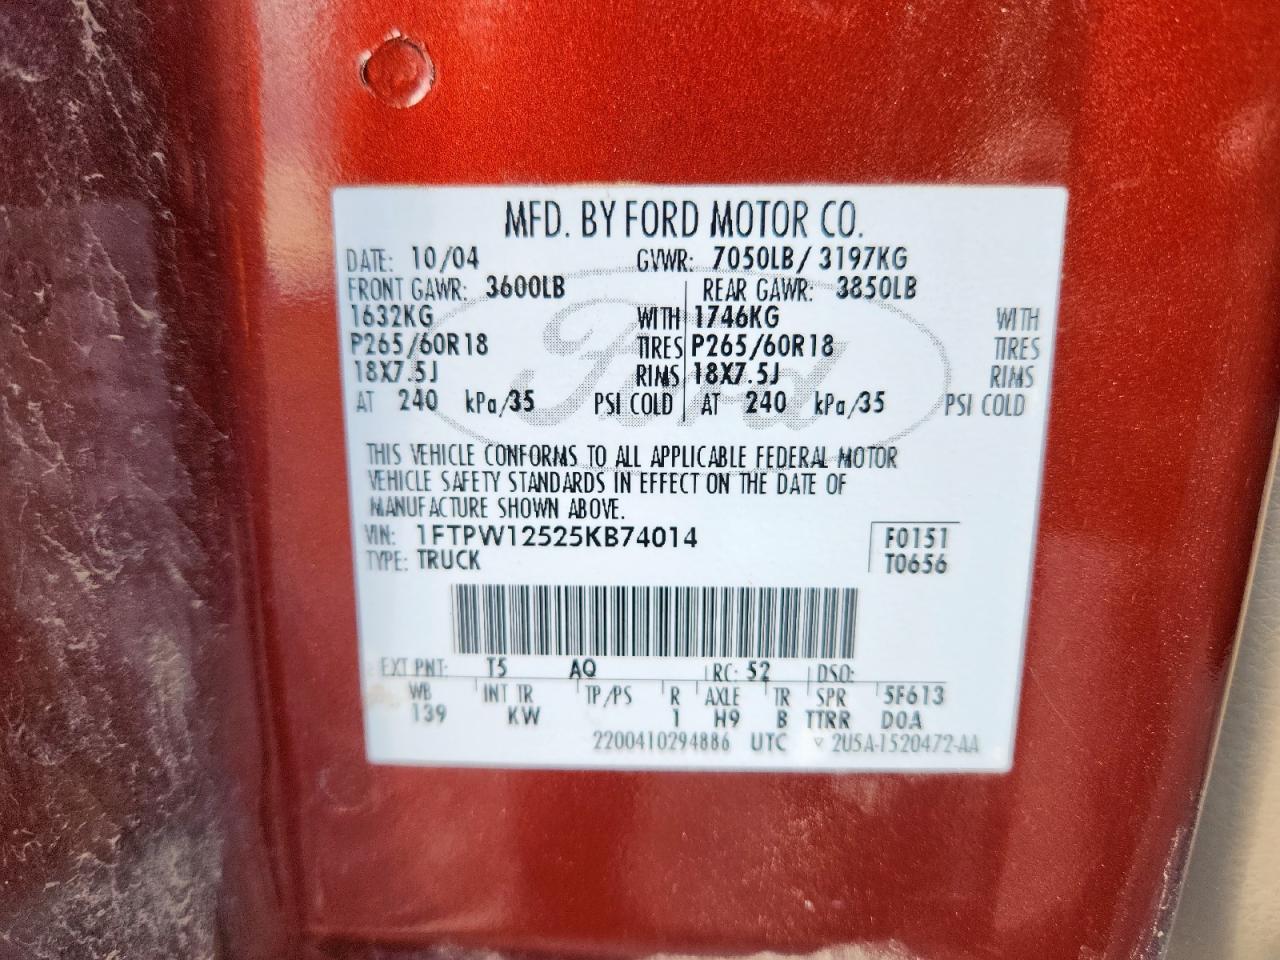 MFD. BY FORD MOTOR CO.
DATE: 10/04 GVWR: 7050LB/ 3197KG
FRONT GAWR: 3600LB REAR GAWR: 3850LB
1632KG WITH 1746KG WITH
P265/60R18 TIRES P265/60R18 TIRES
18X7.5J RIMS 18X7.5J RIMS
AT 240 kPa/35 PSI COLD AT 240 kPa/35 PSI COLD
Ford
THIS VEHICLE CONFORMS TO ALL APPLICABLE FEDERAL MOTOR
VEHICLE SAFETY STANDARDS IN EFFECT ON THE DATE OF
MANUFACTURE SHOWN ABOVE.
VIN: 1FTPW12525KB74014 F0151
TYPE: TRUCK T0656
EXT PNT: T5 AQ RC: 52 DSO:
WB INT TR TP/PS R AXLE TR SPR 5F613
139 KW 1 H9 B TTRR DOA
2200410294886 UTC ▽ 2U5A-1520472-AA